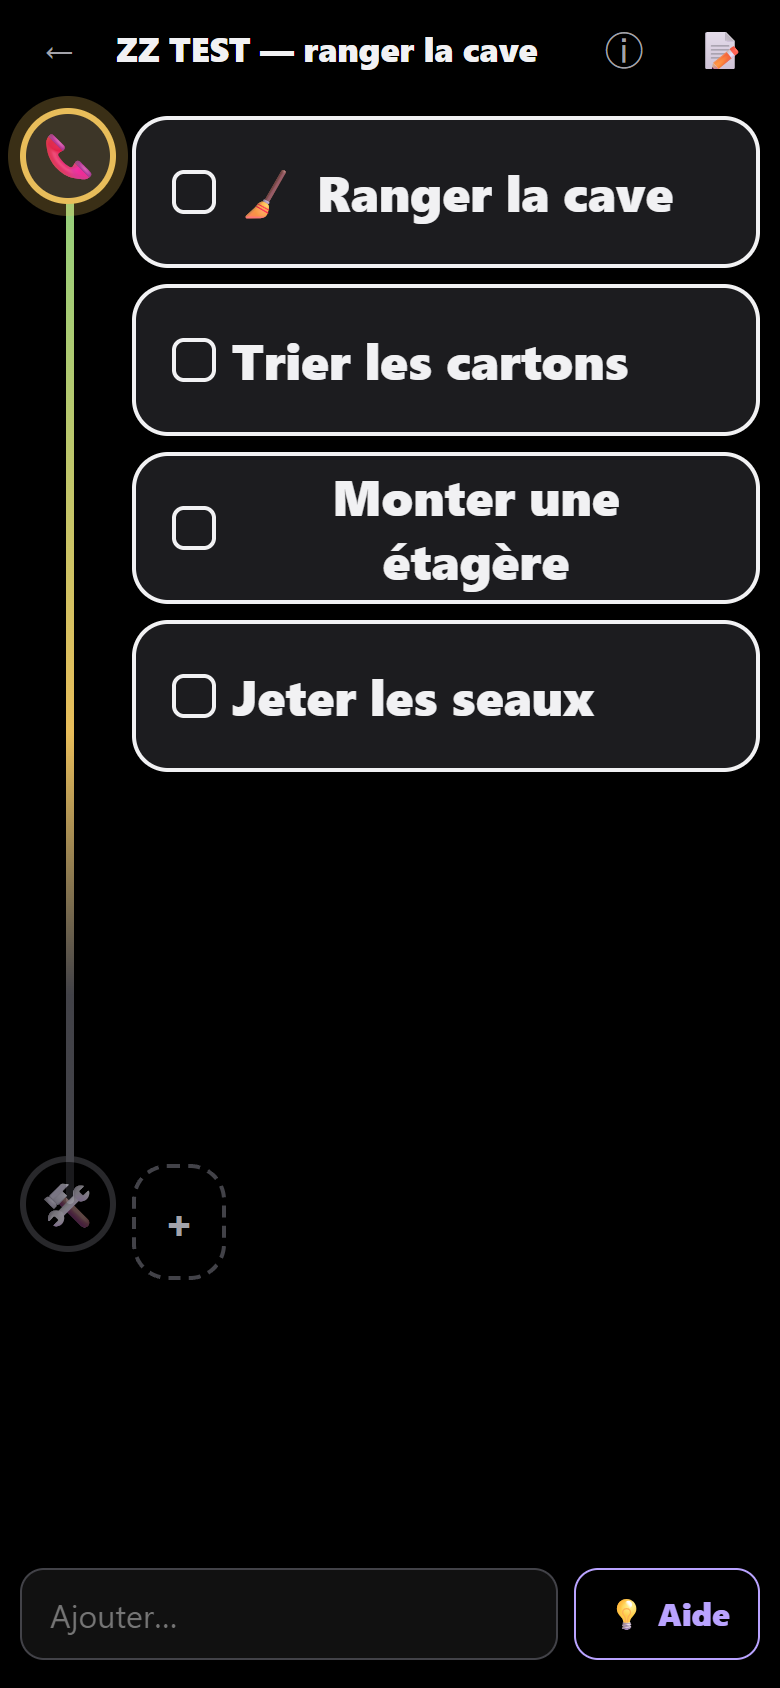 ← ZZ TEST — ranger la cave ⓘ 📝
📞
🧹 Ranger la cave
Trier les cartons
Monter une
étagère
Jeter les seaux
🛠
+
Ajouter...
💡 Aide